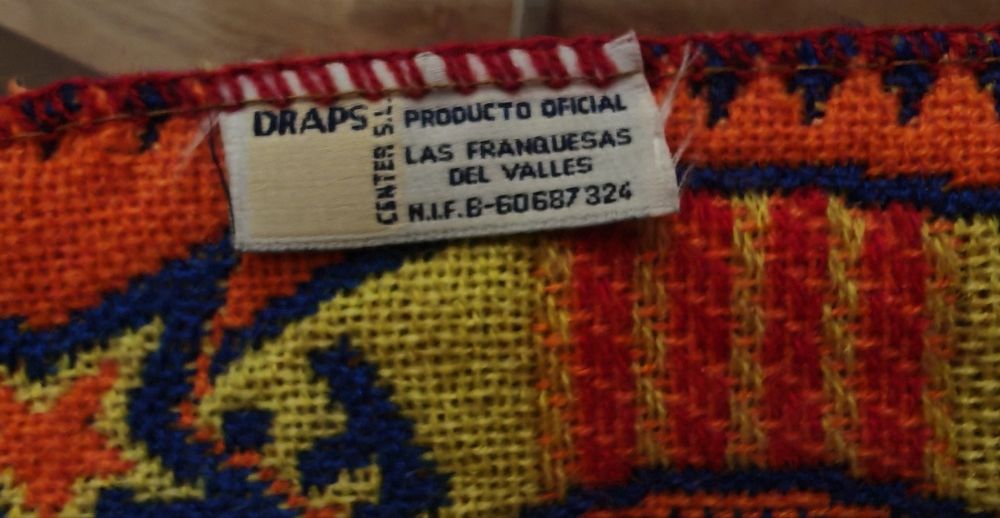 DRAPS-
CENTER S.L.
PRODUCTO OFICIAL
LAS FRANQUESAS
DEL VALLES
N.I.F.B-60687324